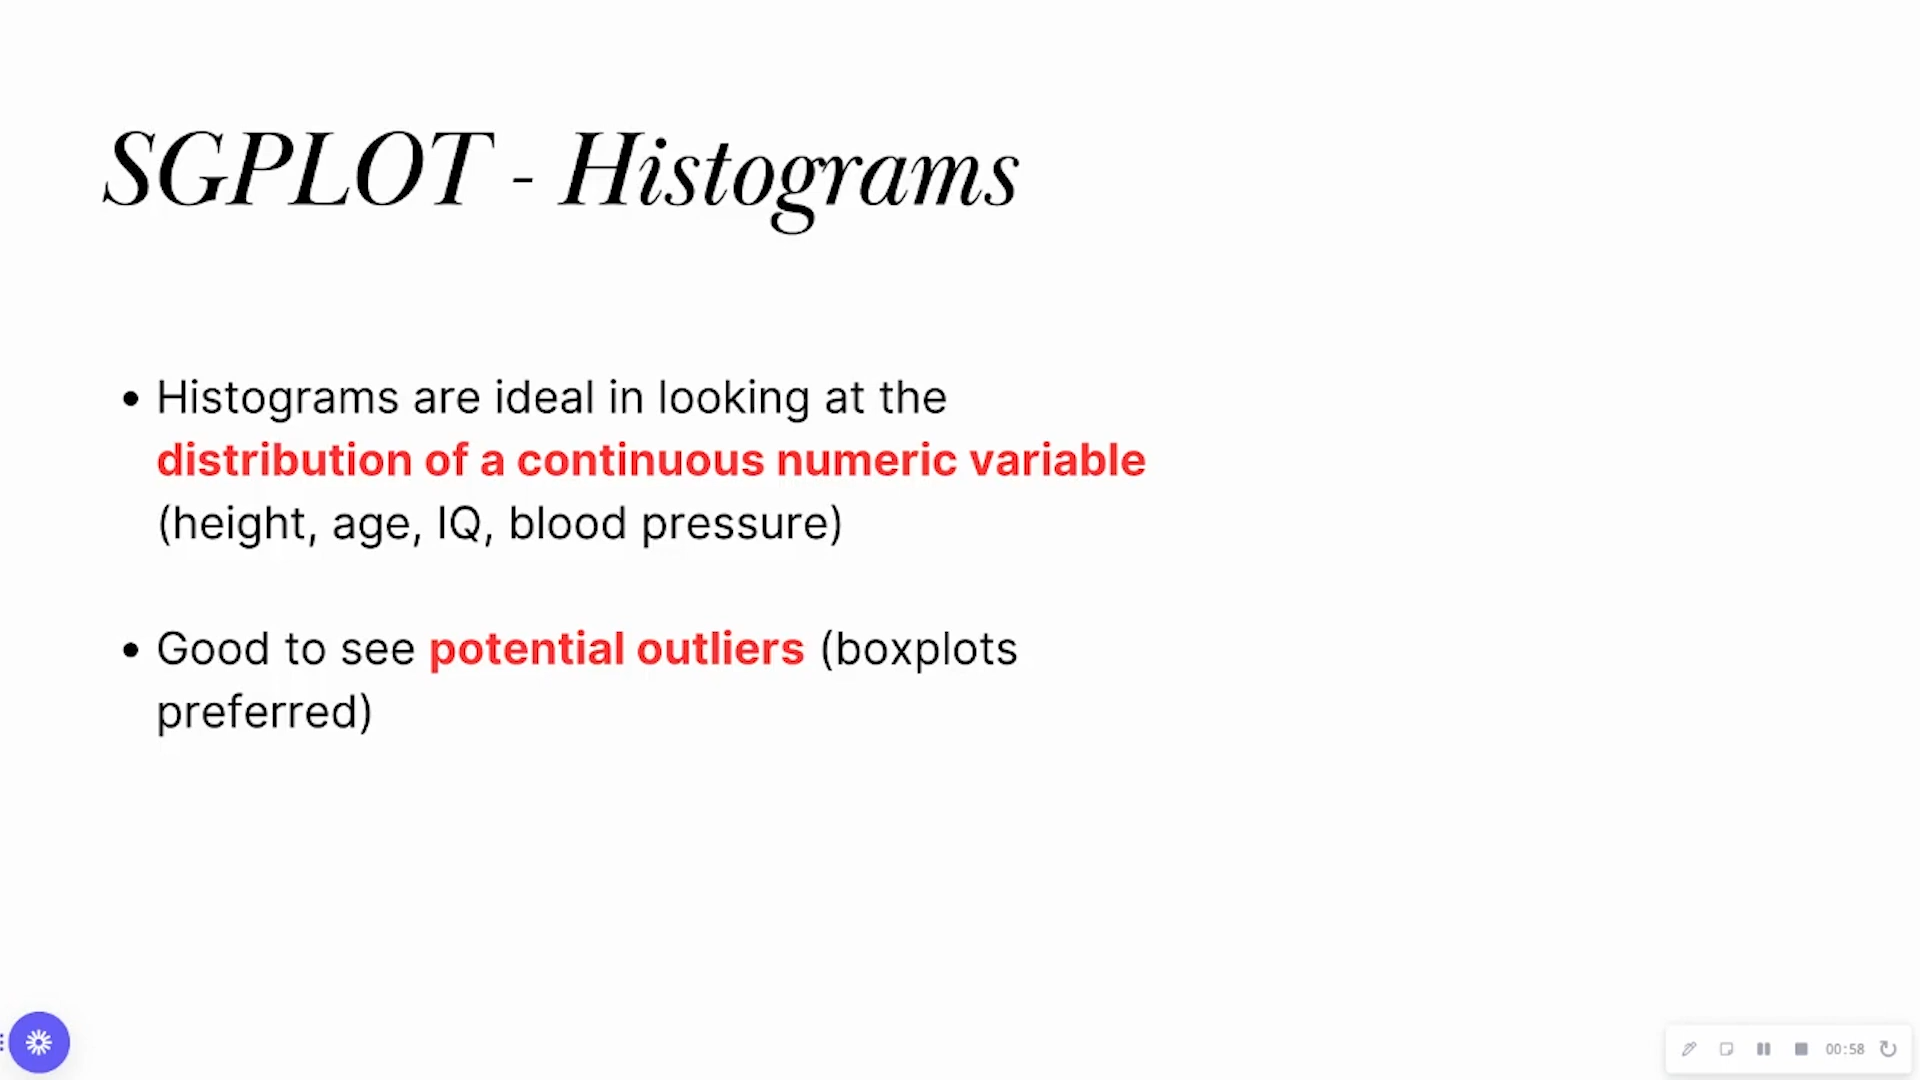 SGPLOT - Histograms
• Histograms are ideal in looking at the
distribution of a continuous numeric variable
(height, age, IQ, blood pressure)
• Good to see potential outliers (boxplots
preferred)
00:58